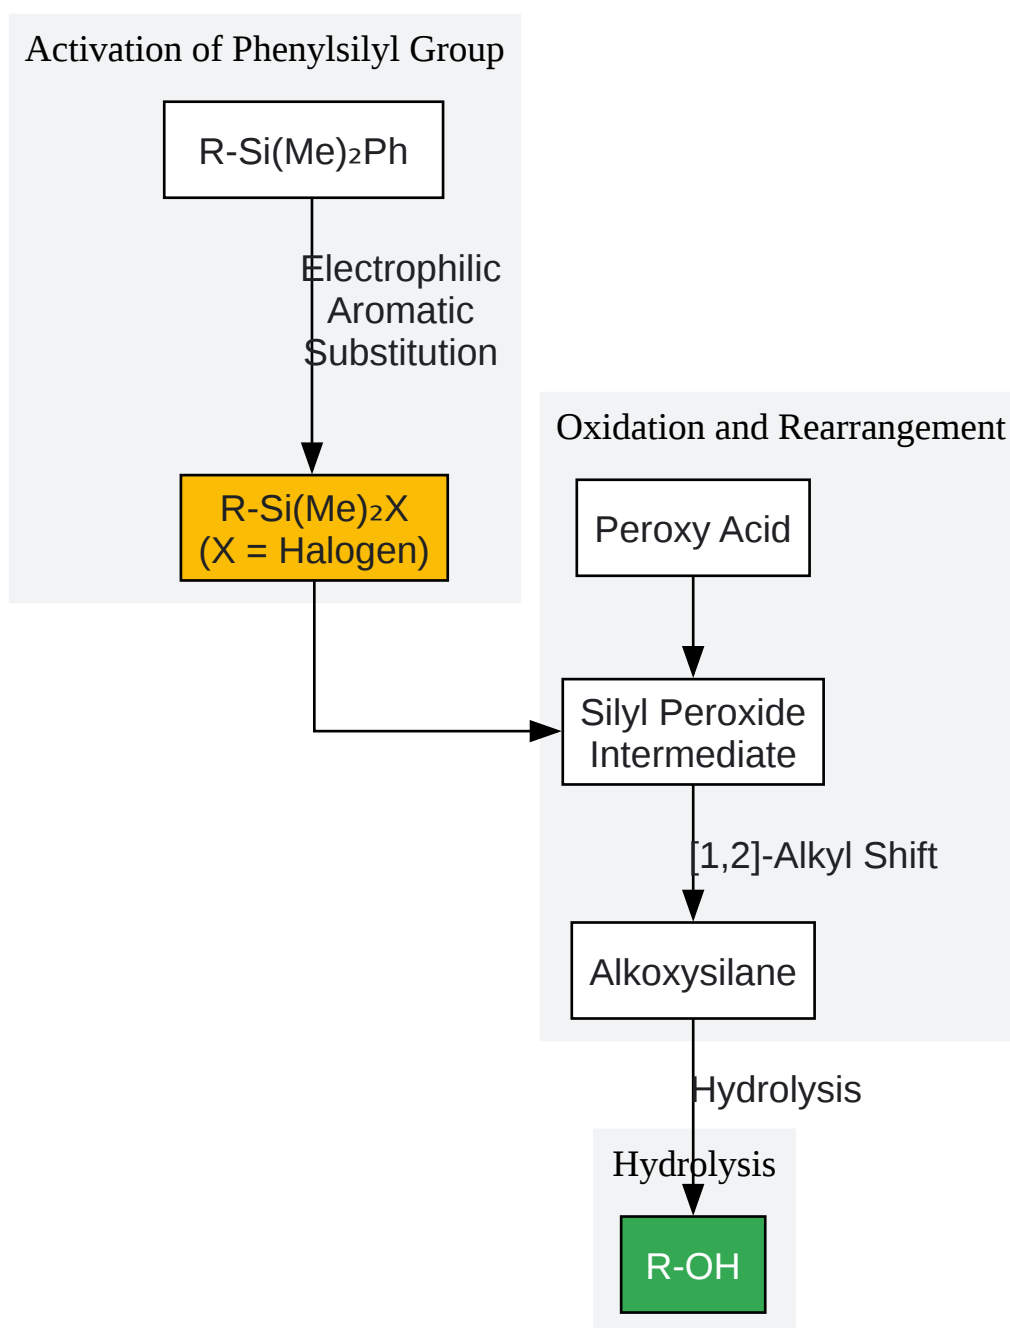 Activation of Phenylsilyl Group
R-Si(Me)₂Ph
Electrophilic
Aromatic
Substitution
R-Si(Me)₂X
(X = Halogen)
Oxidation and Rearrangement
Peroxy Acid
Silyl Peroxide
Intermediate
[1,2]-Alkyl Shift
Alkoxysilane
Hydrolysis
Hydrolysis
R-OH